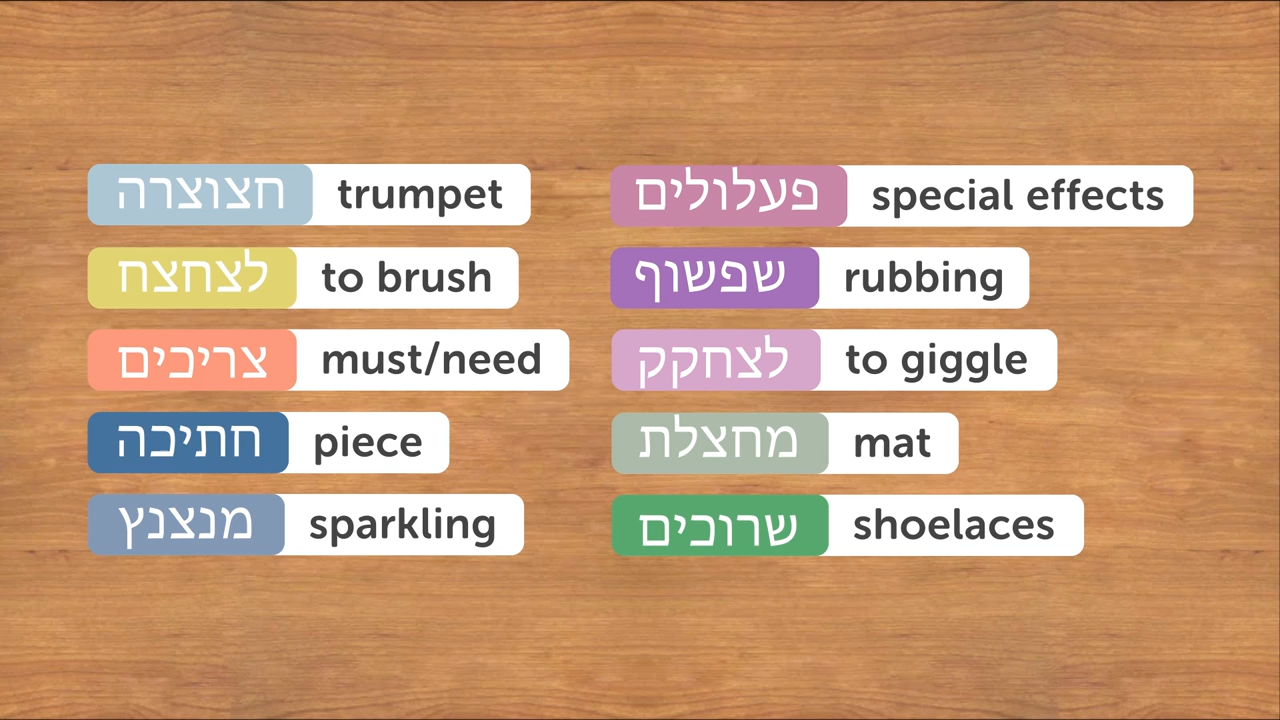 חצוצרה trumpet
לצחצח to brush
צריכים must/need
חתיכה piece
מנצנץ sparkling
פעלולים special effects
שפשוף rubbing
לצחקק to giggle
מחצלת mat
שרוכים shoelaces